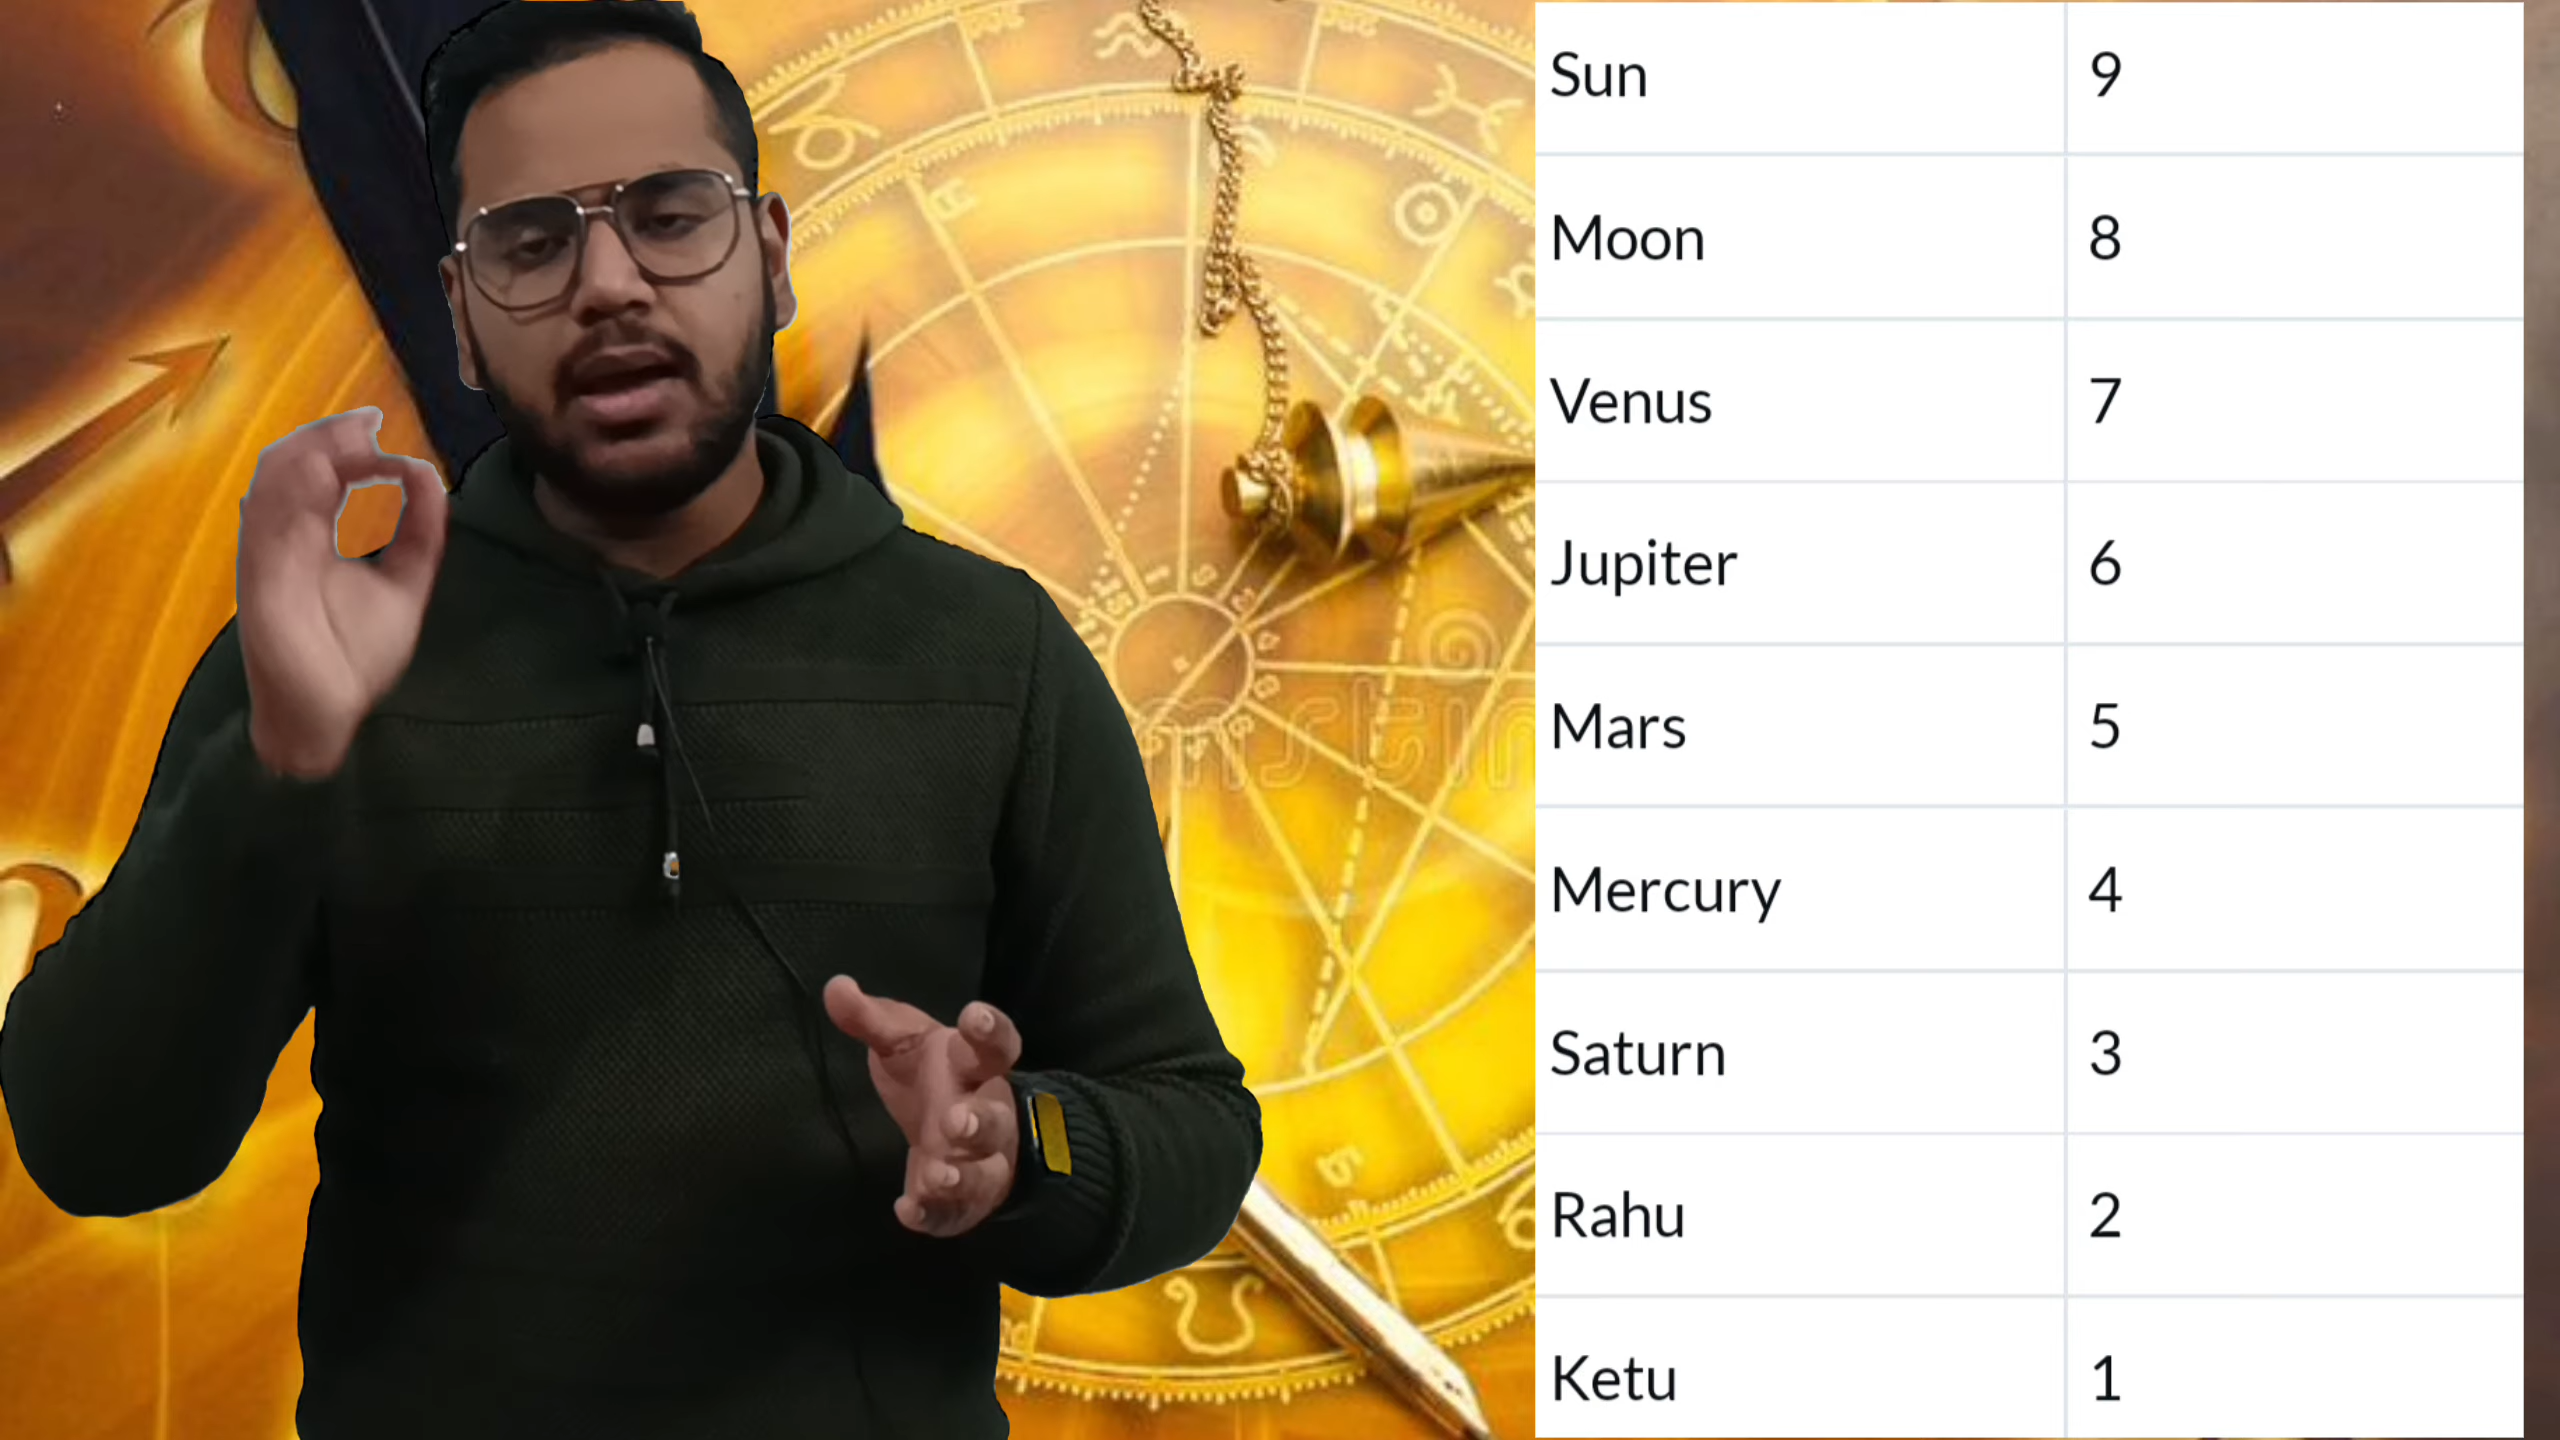 Sun 9
Moon 8
Venus 7
Jupiter 6
Mars 5
Mercury 4
Saturn 3
Rahu 2
Ketu 1